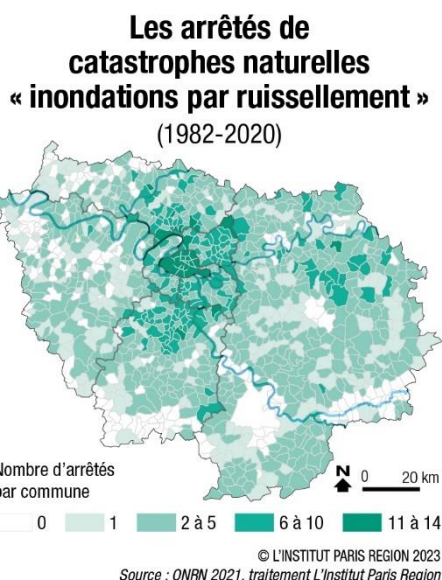 Les arrêtés de
catastrophes naturelles
« inondations par ruissellement »
(1982-2020)
Nombre d'arrêtés
par commune
N 0 20 km
0 1 2 à 5 6 à 10 11 à 14
© L'INSTITUT PARIS REGION 2023
Source : ONRN 2021, traitement L'Institut Paris Region